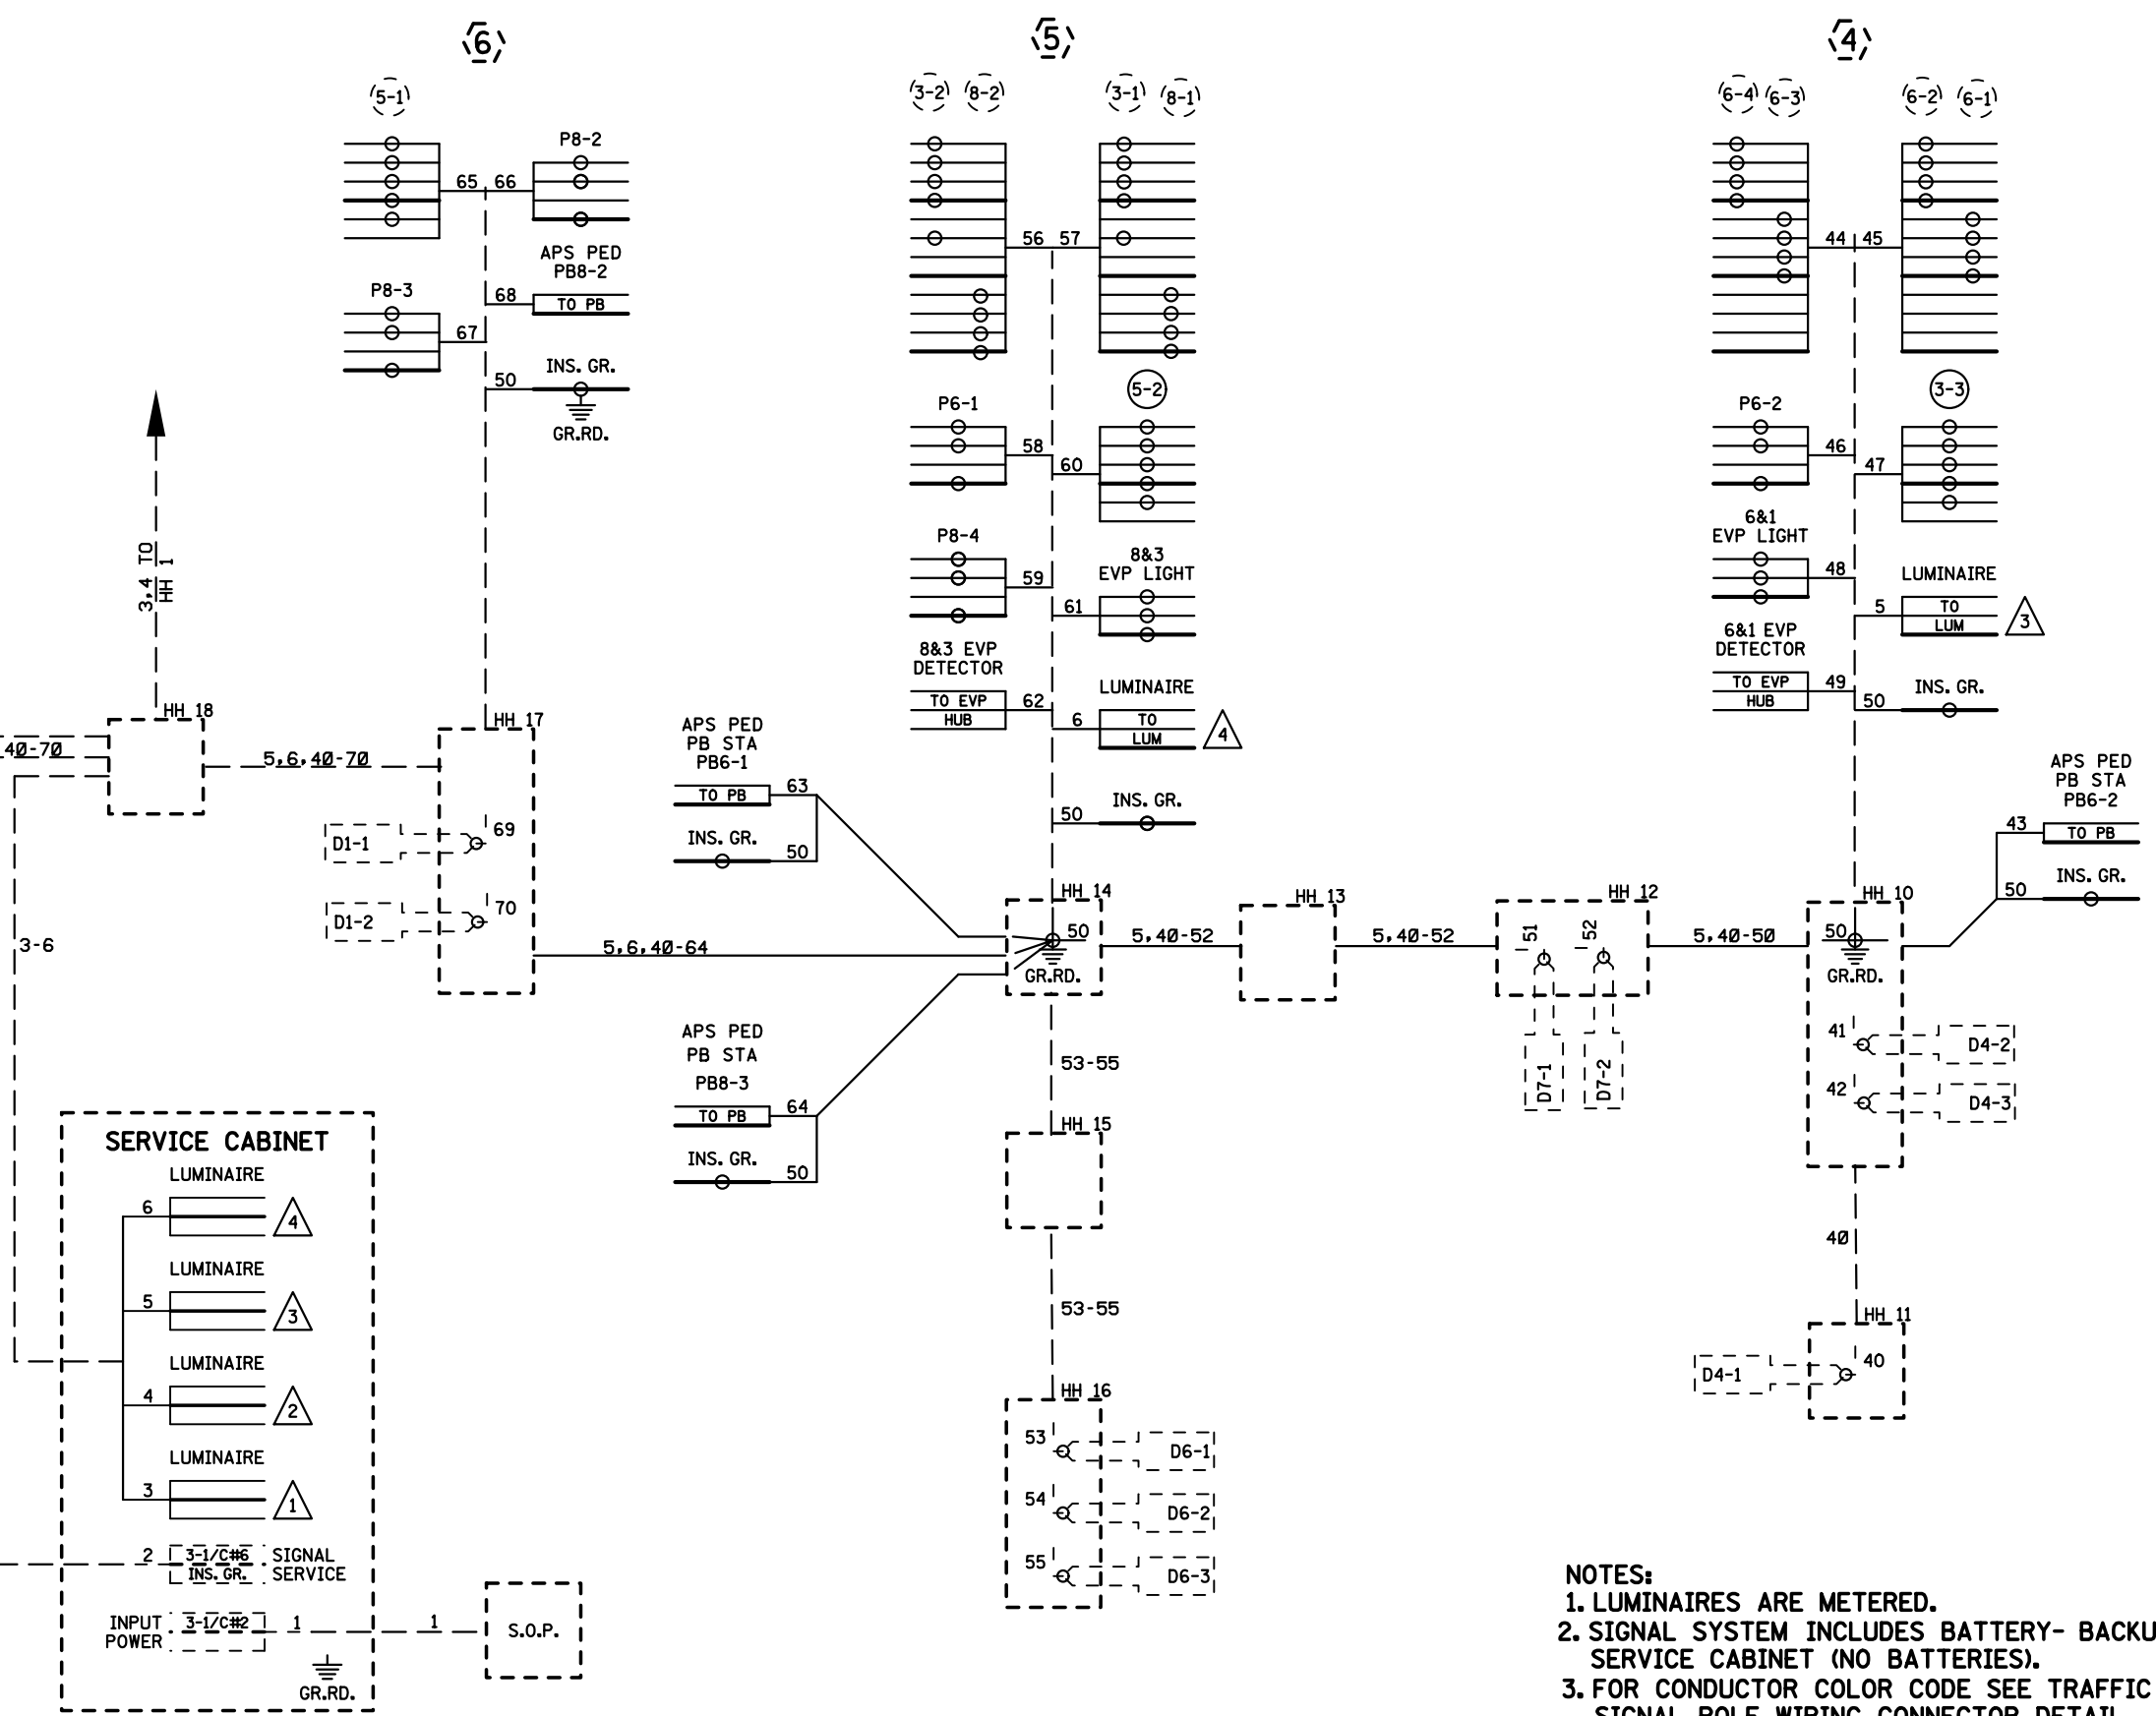 6
5
4
5-1
3-2 8-2
3-1 8-1
6-4 6-3
6-2 6-1
P8-2
65 66
APS PED
PB8-2
68
TO PB
P8-3
67
INS. GR.
50
GR.RD.
56 57
5-2
P6-1
58
60
P8-4
59
8&3
EVP LIGHT
61
8&3 EVP
DETECTOR
TO EVP
HUB
62
LUMINAIRE
6
TO
LUM
4
INS. GR.
50
44 45
3-3
P6-2
46
47
6&1
EVP LIGHT
48
LUMINAIRE
5
TO
LUM
3
6&1 EVP
DETECTOR
TO EVP
HUB
49
INS. GR.
50
3,4 TO
HH 1
HH 18
40-70
5,6,40-70
HH 17
D1-1
69
D1-2
70
3-6
APS PED
PB STA
PB6-1
TO PB
63
INS. GR.
50
5,6,40-64
HH 14
50
GR.RD.
5,40-52
HH 13
5,40-52
HH 12
51
52
D7-1
D7-2
5,40-50
HH 10
50
GR.RD.
APS PED
PB STA
PB6-2
43
TO PB
INS. GR.
50
41
D4-2
42
D4-3
40
HH 11
D4-1
40
APS PED
PB STA
PB8-3
TO PB
64
INS. GR.
50
53-55
HH 15
53-55
HH 16
53
D6-1
54
D6-2
55
D6-3
SERVICE CABINET
LUMINAIRE
6
4
LUMINAIRE
5
3
LUMINAIRE
4
2
LUMINAIRE
3
1
2
3-1/C#6
INS. GR.
SIGNAL
SERVICE
INPUT
POWER
3-1/C#2
1
1
S.O.P.
GR.RD.
NOTES:
1. LUMINAIRES ARE METERED.
2. SIGNAL SYSTEM INCLUDES BATTERY- BACKU
SERVICE CABINET (NO BATTERIES).
3. FOR CONDUCTOR COLOR CODE SEE TRAFFIC
SIGNAL POLE WIRING CONNECTOR DETAIL